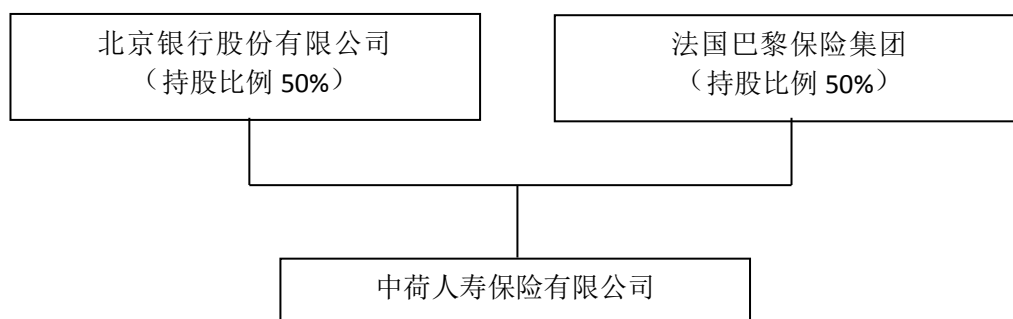 北京银行股份有限公司
（持股比例 50%）
法国巴黎保险集团
（持股比例 50%）
中荷人寿保险有限公司